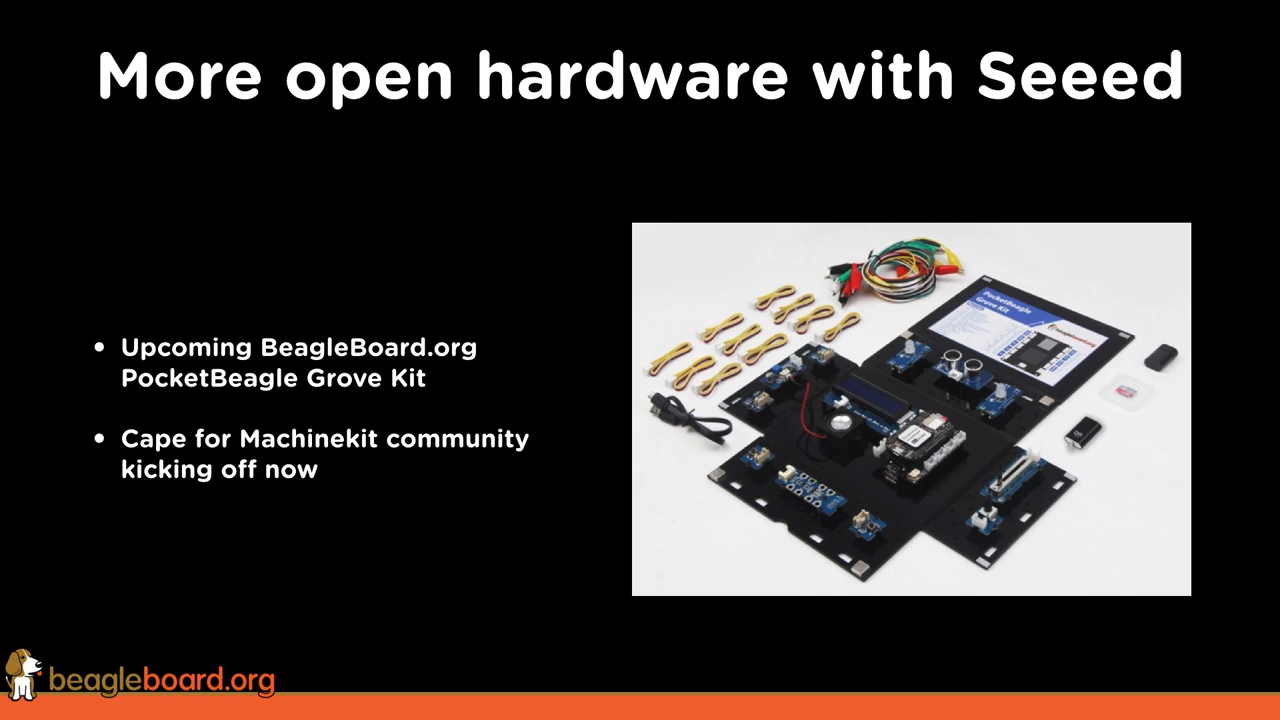 More open hardware with Seeed
• Upcoming BeagleBoard.org
PocketBeagle Grove Kit
• Cape for Machinekit community
kicking off now
PocketBeagle
Grove Kit
beagleboard.org